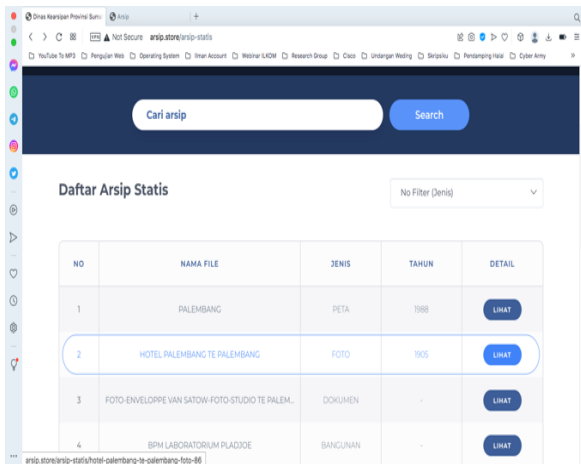 Dinas Kearsipan Provinsi Suma
Arsip
VPN Not Secure arsip.store/arsip-statis
YouTube To MP3 Pengujian Web Operating System Ilman Account Webinar ILKOM Research Group Cisco Undangan Weding Skripsiku Pendamping Halal Cyber Army
Cari arsip Search
Daftar Arsip Statis No Filter (Jenis)
NO NAMA FILE JENIS TAHUN DETAIL
1 PALEMBANG PETA 1988 LIHAT
2 HOTEL PALEMBANG TE PALEMBANG FOTO 1905 LIHAT
3 FOTO-ENVELOPPE VAN SATOW-FOTO-STUDIO TE PALEM... DOKUMEN - LIHAT
4 BPM LABORATORIUM PLADJOE BANGUNAN - LIHAT
arsip.store/arsip-statis/hotel-palembang-te-palembang-foto-86